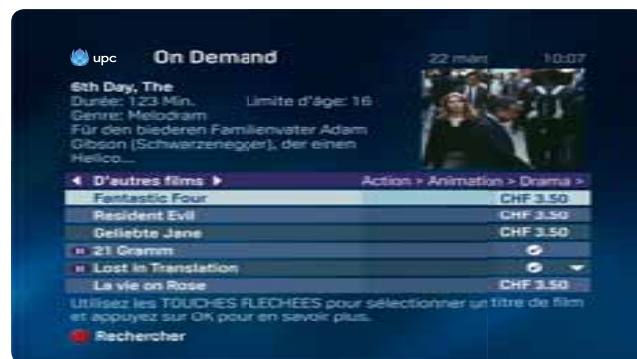 upc On Demand 22 mars 10:07
6th Day, The
Durée: 123 Min. Limite d'âge: 16
Genre: Melodram
Für den biederen Familienvater Adam
Gibson (Schwarzenegger), der einen
Helico...
D'autres films Action > Animation > Drama >
Fantastic Four CHF 3.50
Resident Evil CHF 3.50
Geliebte Jane CHF 3.50
21 Gramm
Lost in Translation
La vie on Rose CHF 3.50
Utilisez les TOUCHES FLECHEES pour sélectionner un titre de film
et appuyez sur OK pour en savoir plus.
Rechercher